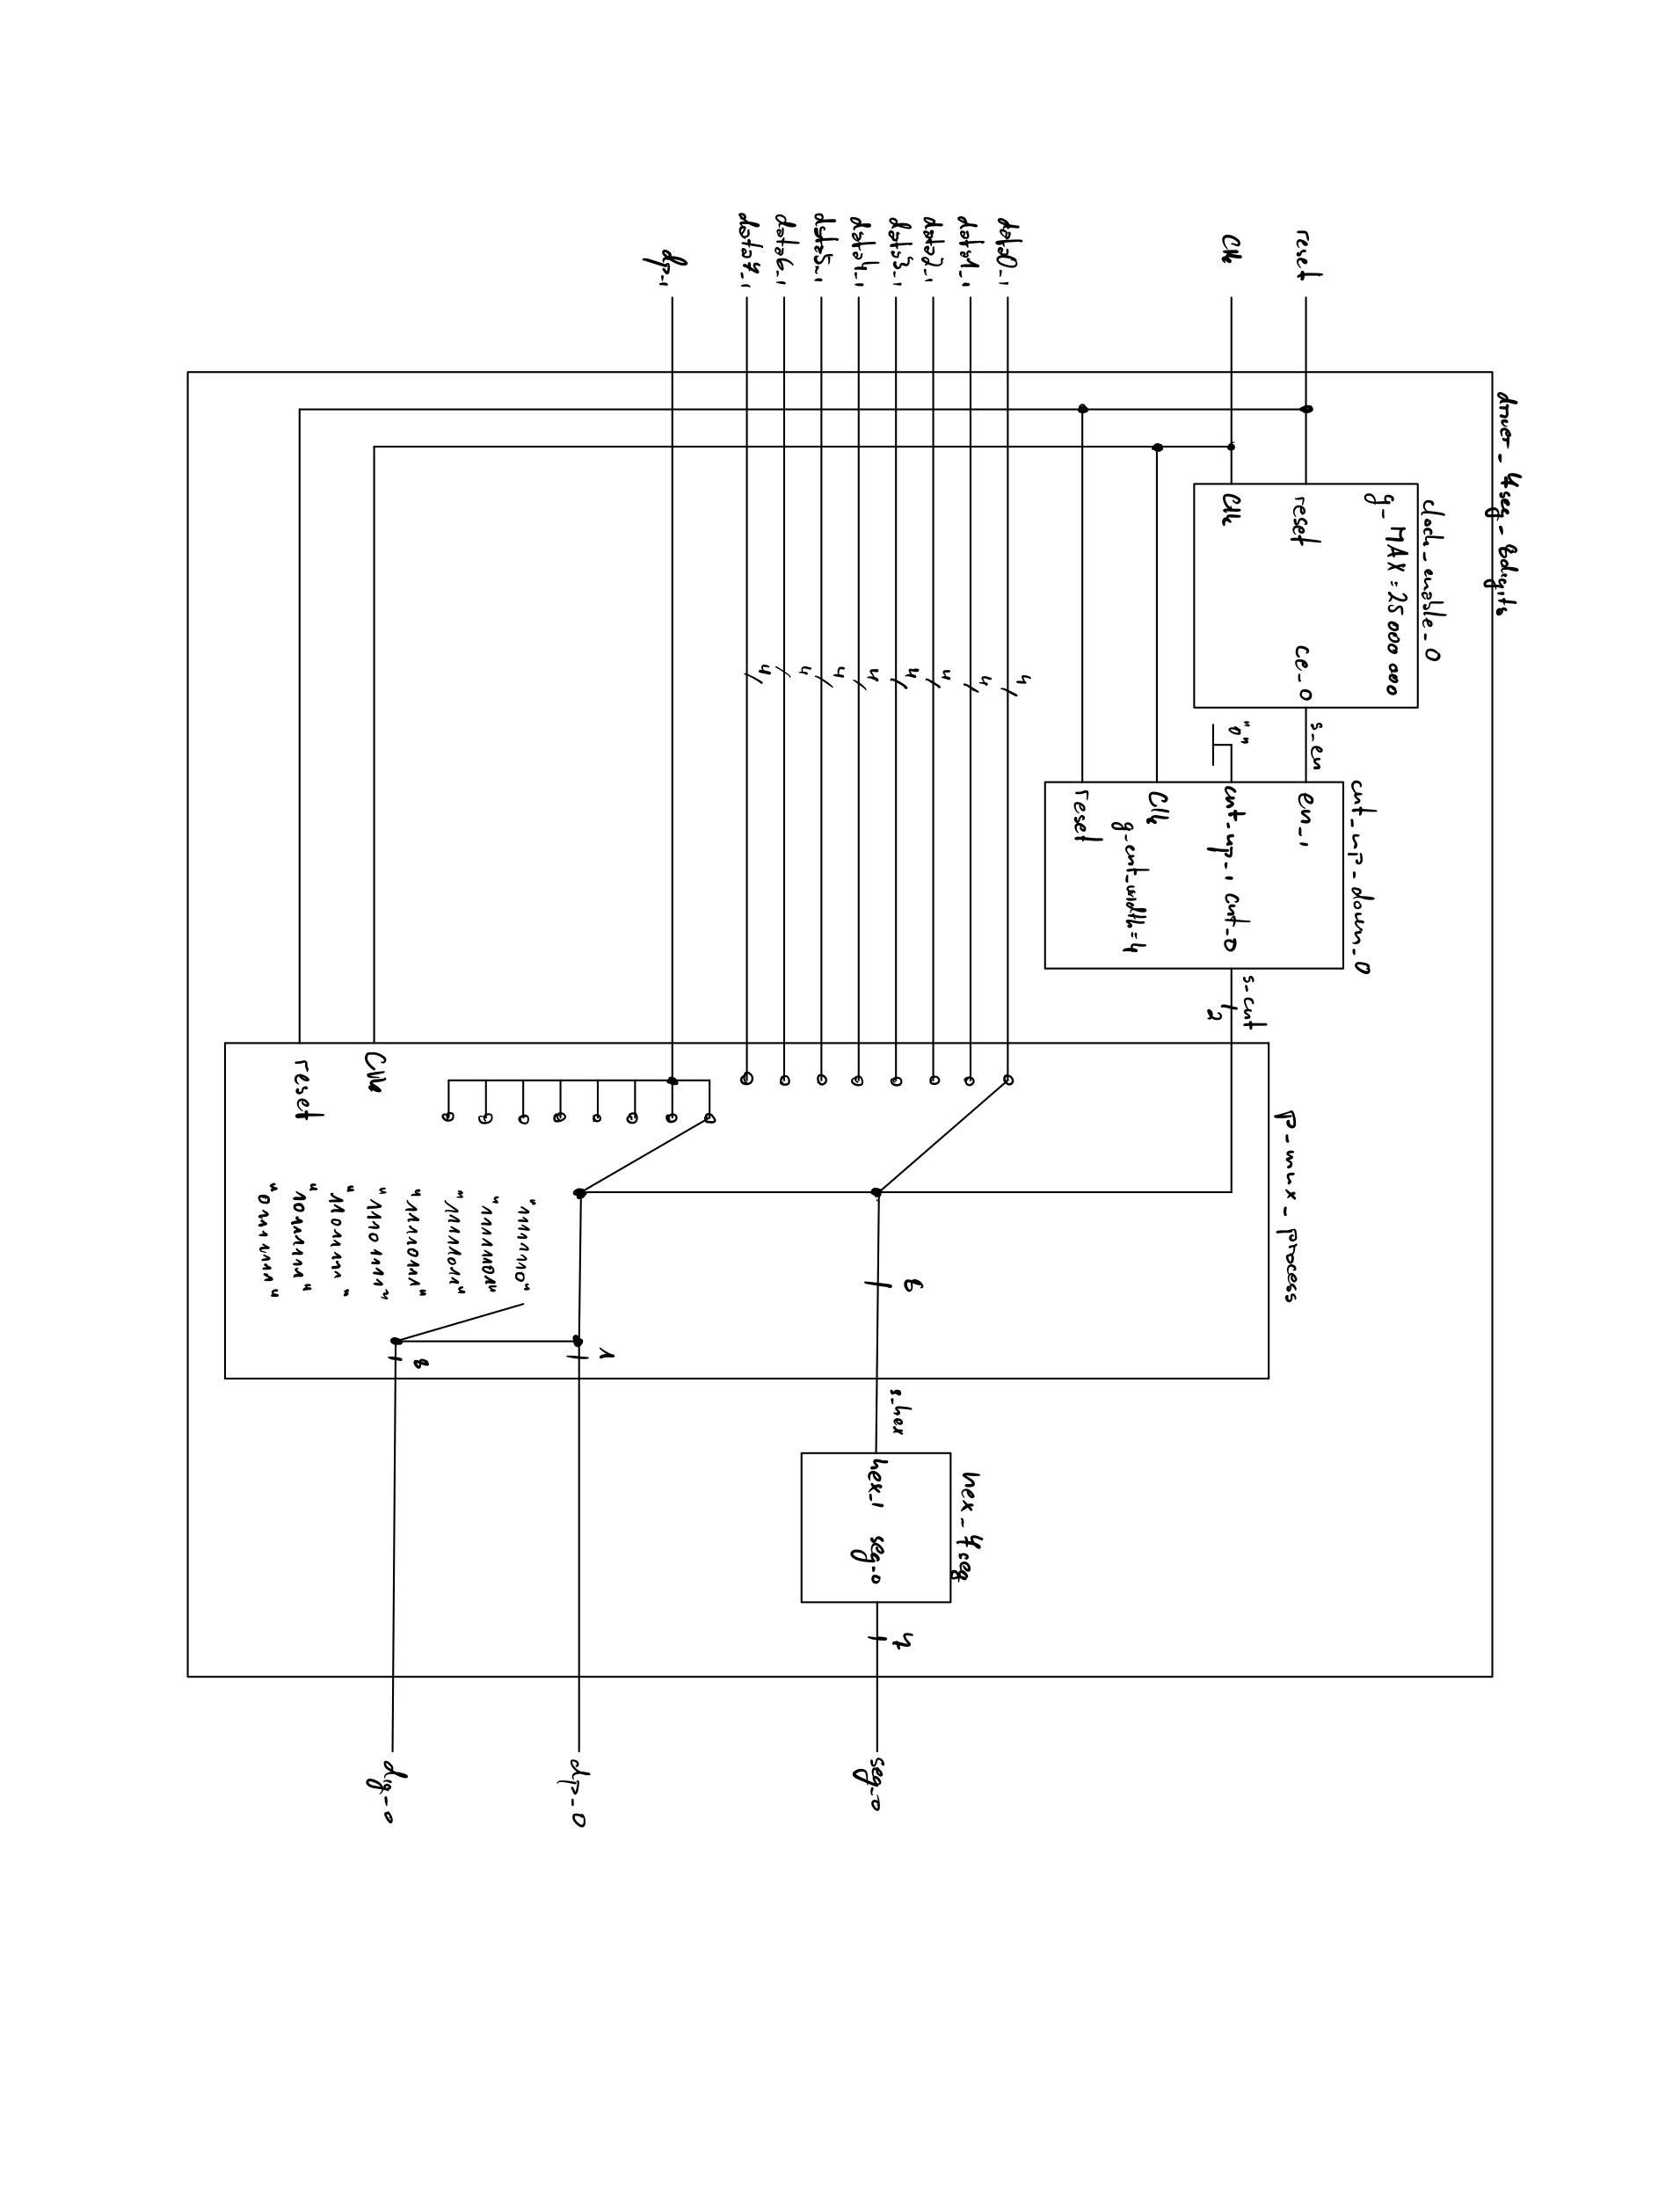 driver_7seg_8digits
clock_enable_0
g_MAX=25 000 000
reset
reset
ce_o
s_en
clk
clk
"0"
cnt_up_down_0
en_i
cnt_up_i
cnt_o
clk
g_cnt_width=4
reset
s_cnt
2
p_mux_process
data0_i
4
data1_i
4
data2_i
4
data3_i
4
data4_i
4
data5_i
4
data6_i
4
data7_i
4
dp_i
8
s_hex
hex_7seg
hex_i
seg_o
7
seg_o
1
dp_o
"11111110"
"11111101"
"11111011"
"11110111"
"11101111"
"11011111"
"10111111"
"01111111"
8
dig_o
clk
reset